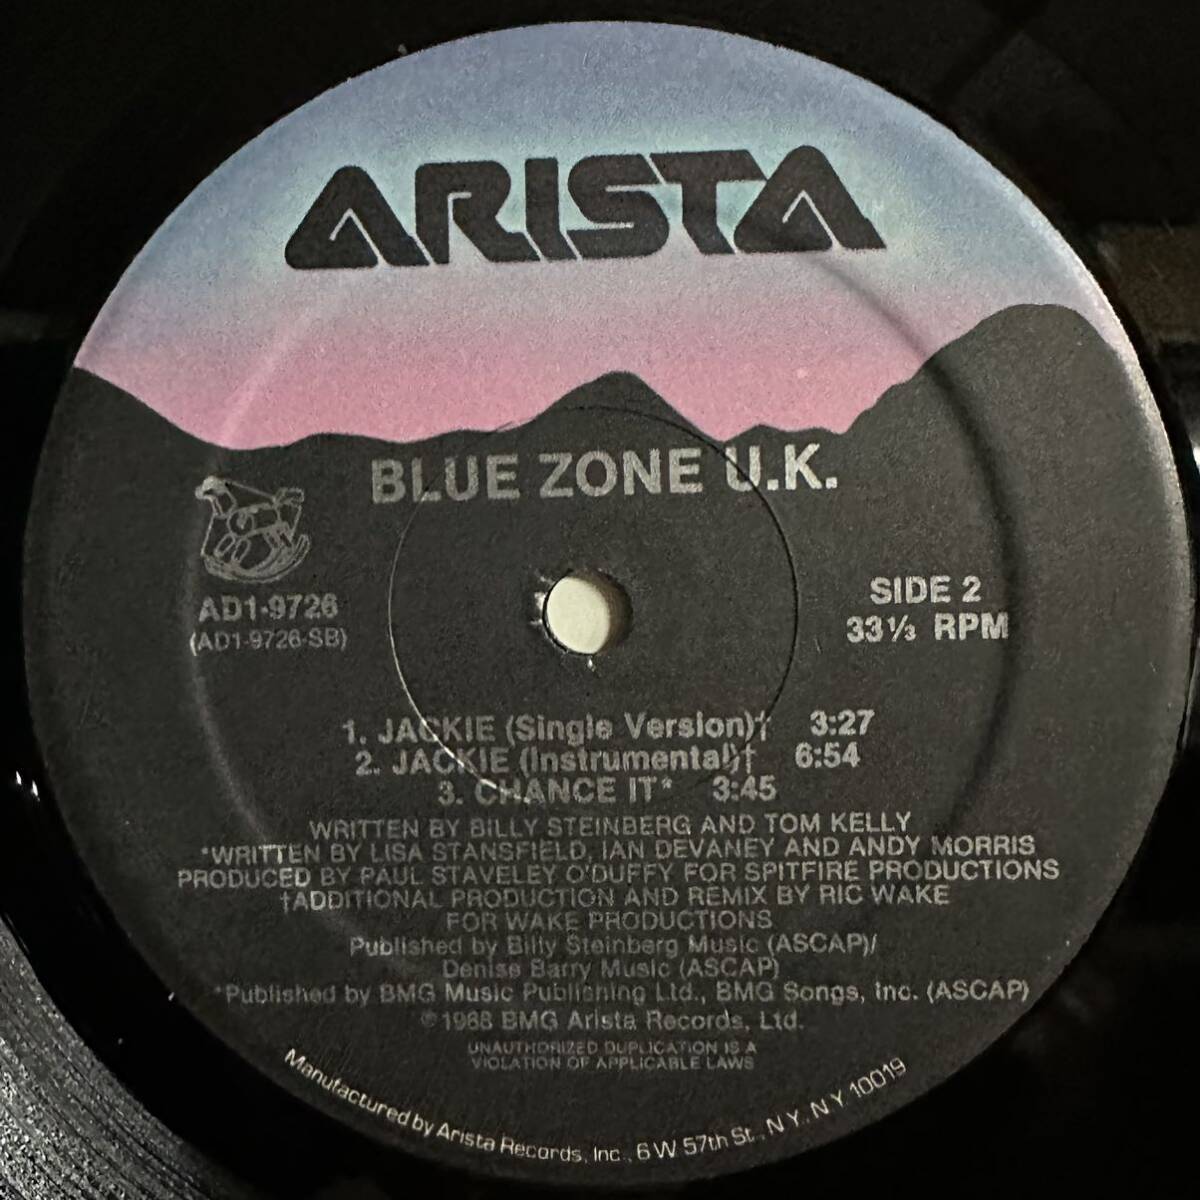 ARISTA
BLUE ZONE U.K.
AD1-9726
(AD1-9726-SB)
SIDE 2
33⅓ RPM
1. JACKIE (Single Version)† 3:27
2. JACKIE (Instrumental)† 6:54
3. CHANCE IT* 3:45
WRITTEN BY BILLY STEINBERG AND TOM KELLY
*WRITTEN BY LISA STANSFIELD, IAN DEVANEY AND ANDY MORRIS
PRODUCED BY PAUL STAVELEY O'DUFFY FOR SPITFIRE PRODUCTIONS
†ADDITIONAL PRODUCTION AND REMIX BY RIC WAKE
FOR WAKE PRODUCTIONS
Published by Billy Steinberg Music (ASCAP)/
Denise Barry Music (ASCAP)
*Published by BMG Music Publishing Ltd., BMG Songs, Inc. (ASCAP)
℗1988 BMG Arista Records, Ltd.
UNAUTHORIZED DUPLICATION IS A
VIOLATION OF APPLICABLE LAWS
Manufactured by Arista Records, Inc., 6 W 57th St., N.Y., N Y 10019